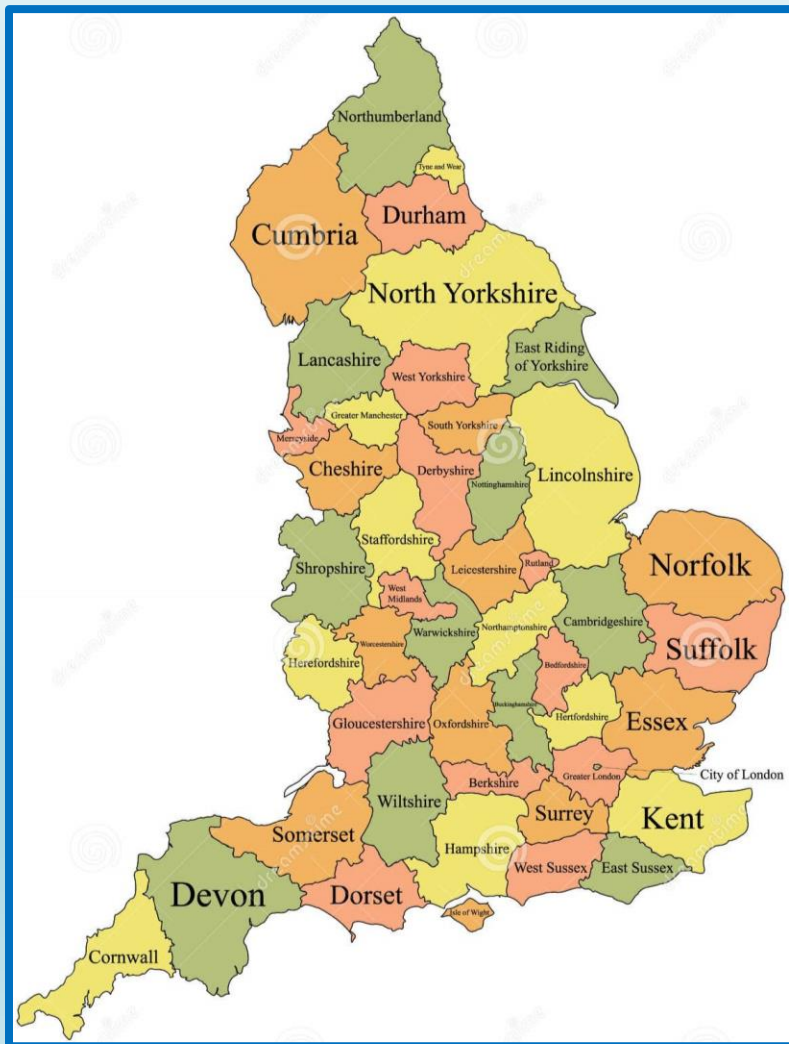 Northumberland
Tyne and Wear
Cumbria
Durham
North Yorkshire
Lancashire
East Riding
of Yorkshire
West Yorkshire
Greater Manchester
South Yorkshire
Merseyside
Cheshire
Derbyshire
Nottinghamshire
Lincolnshire
Staffordshire
Shropshire
Leicestershire
Rutland
Norfolk
West
Midlands
Warwickshire
Northamptonshire
Cambridgeshire
Suffolk
Worcestershire
Herefordshire
Bedfordshire
Gloucestershire
Oxfordshire
Buckinghamshire
Hertfordshire
Essex
Greater London
City of London
Berkshire
Wiltshire
Surrey
Kent
Somerset
Hampshire
West Sussex
East Sussex
Devon
Dorset
Isle of Wight
Cornwall
dreamstime